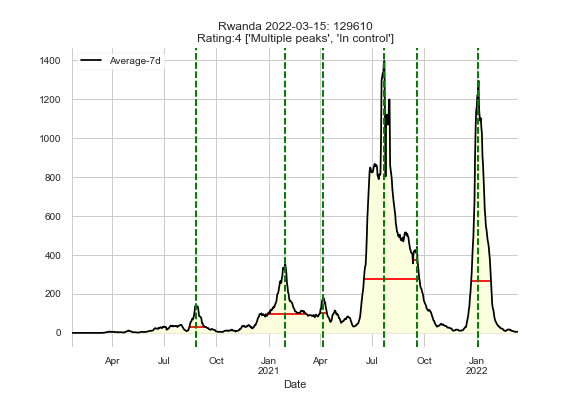 Rwanda 2022-03-15: 129610
Rating:4 ['Multiple peaks', 'In control']
Average-7d
1400
1200
1000
800
600
400
200
0
Apr Jul Oct Jan Apr Jul Oct Jan
2021 2022
Date